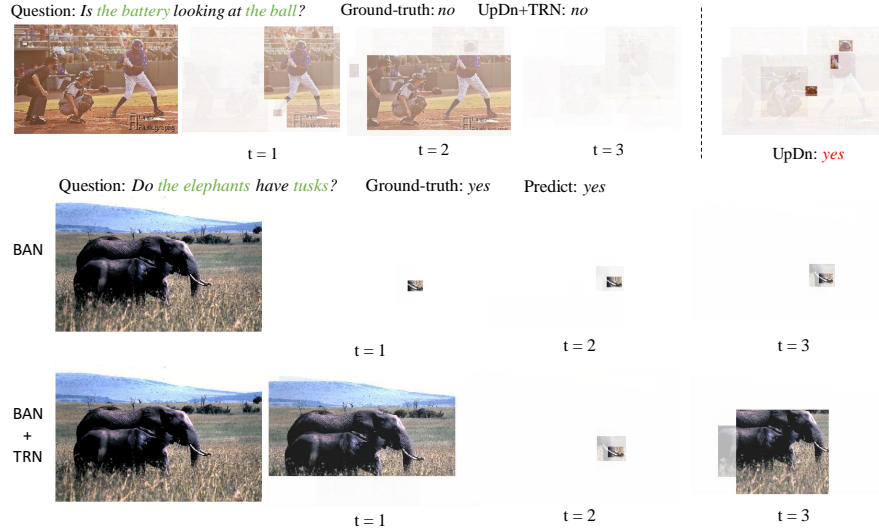 Question: Is the battery looking at the ball? Ground-truth: no UpDn+TRN: no
t = 1 t = 2 t = 3 UpDn: yes
Question: Do the elephants have tusks? Ground-truth: yes Predict: yes
BAN
t = 1 t = 2 t = 3
BAN
+
TRN
t = 1 t = 2 t = 3